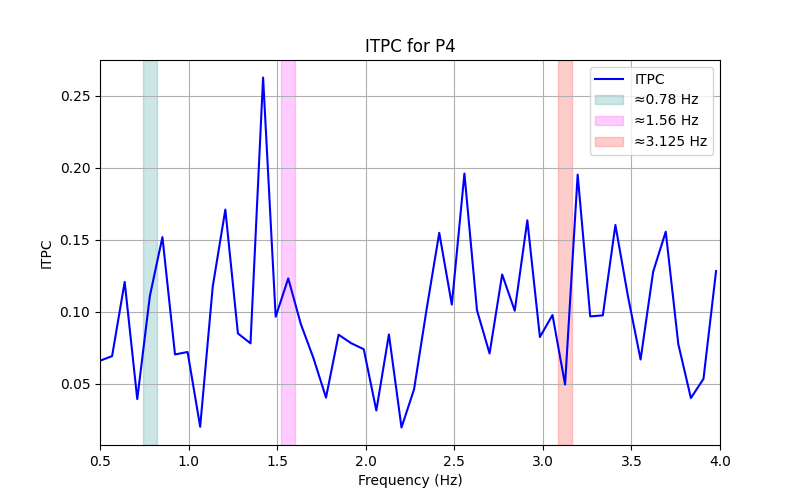 ITPC for P4
ITPC
≈0.78 Hz
≈1.56 Hz
≈3.125 Hz
0.25
0.20
0.15
0.10
0.05
ITPC
0.5 1.0 1.5 2.0 2.5 3.0 3.5 4.0
Frequency (Hz)